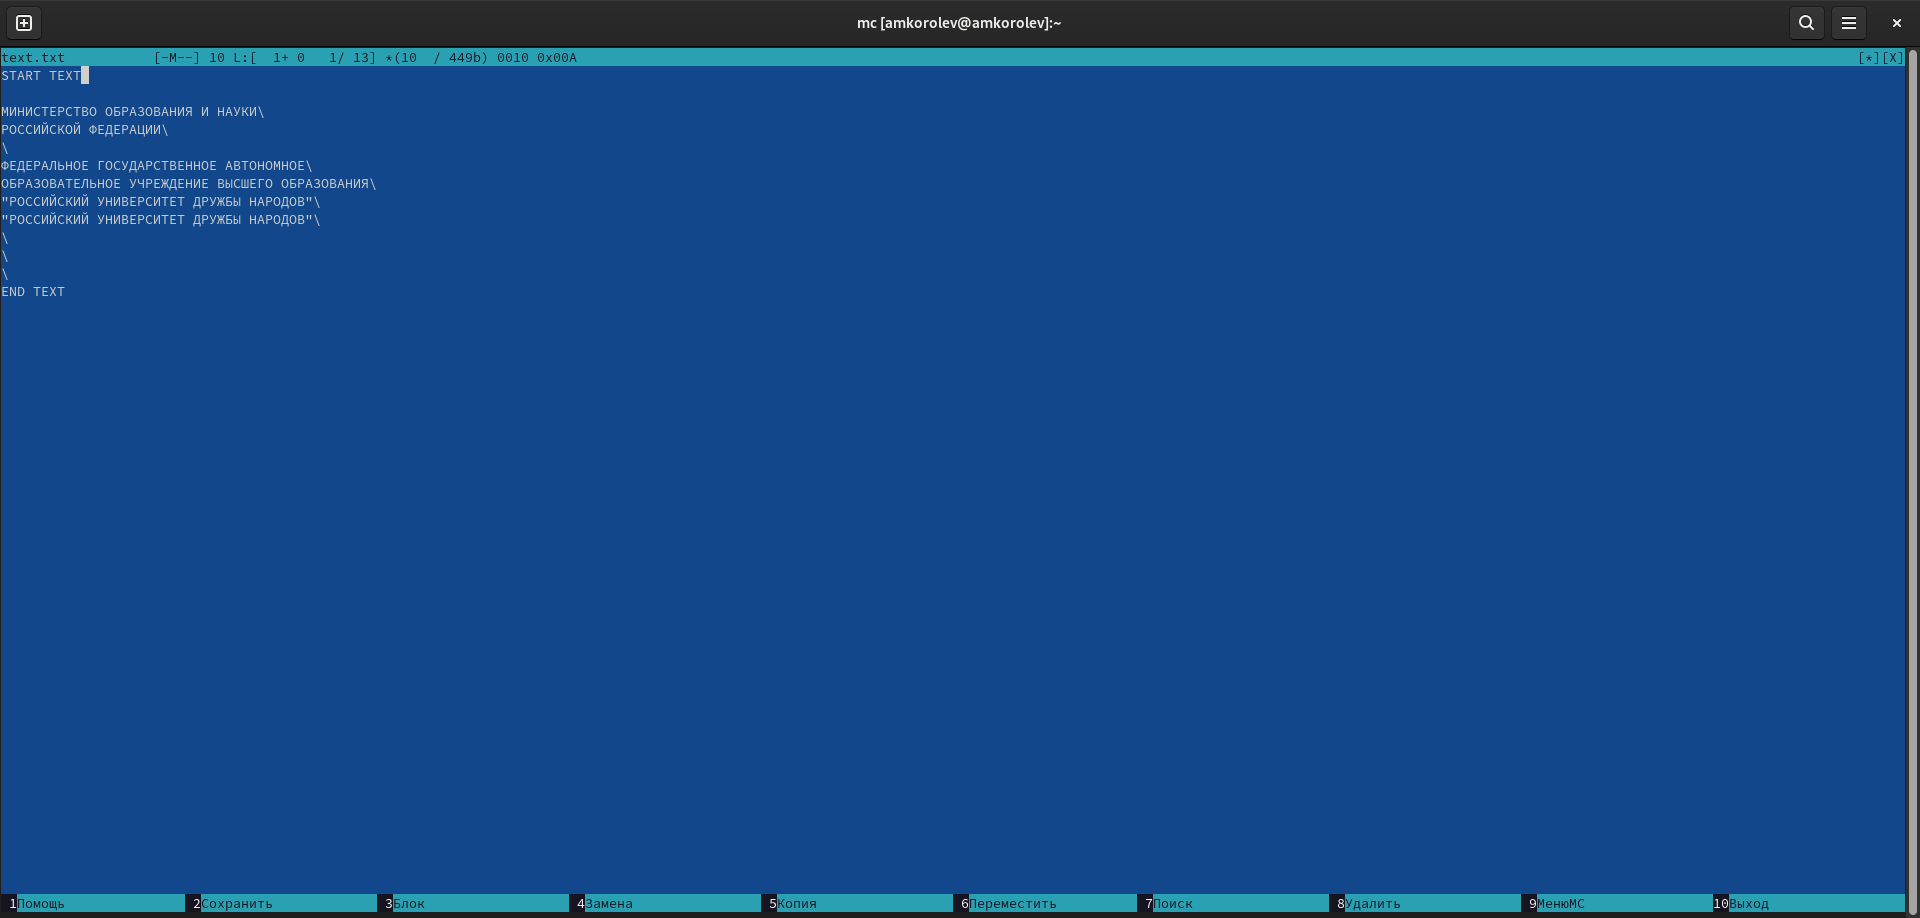 mc [amkorolev@amkorolev]:~
text.txt [-M--] 10 L:[ 1+ 0 1/ 13] *(10 / 449b) 0010 0x00A [*][X]
START TEXT
МИНИСТЕРСТВО ОБРАЗОВАНИЯ И НАУКИ\
РОССИЙСКОЙ ФЕДЕРАЦИИ\
\
ФЕДЕРАЛЬНОЕ ГОСУДАРСТВЕННОЕ АВТОНОМНОЕ\
ОБРАЗОВАТЕЛЬНОЕ УЧРЕЖДЕНИЕ ВЫСШЕГО ОБРАЗОВАНИЯ\
"РОССИЙСКИЙ УНИВЕРСИТЕТ ДРУЖБЫ НАРОДОВ"\
"РОССИЙСКИЙ УНИВЕРСИТЕТ ДРУЖБЫ НАРОДОВ"\
\
\
\
END TEXT
1Помощь 2Сохранить 3Блок 4Замена 5Копия 6Переместить 7Поиск 8Удалить 9МенюMC 10Выход